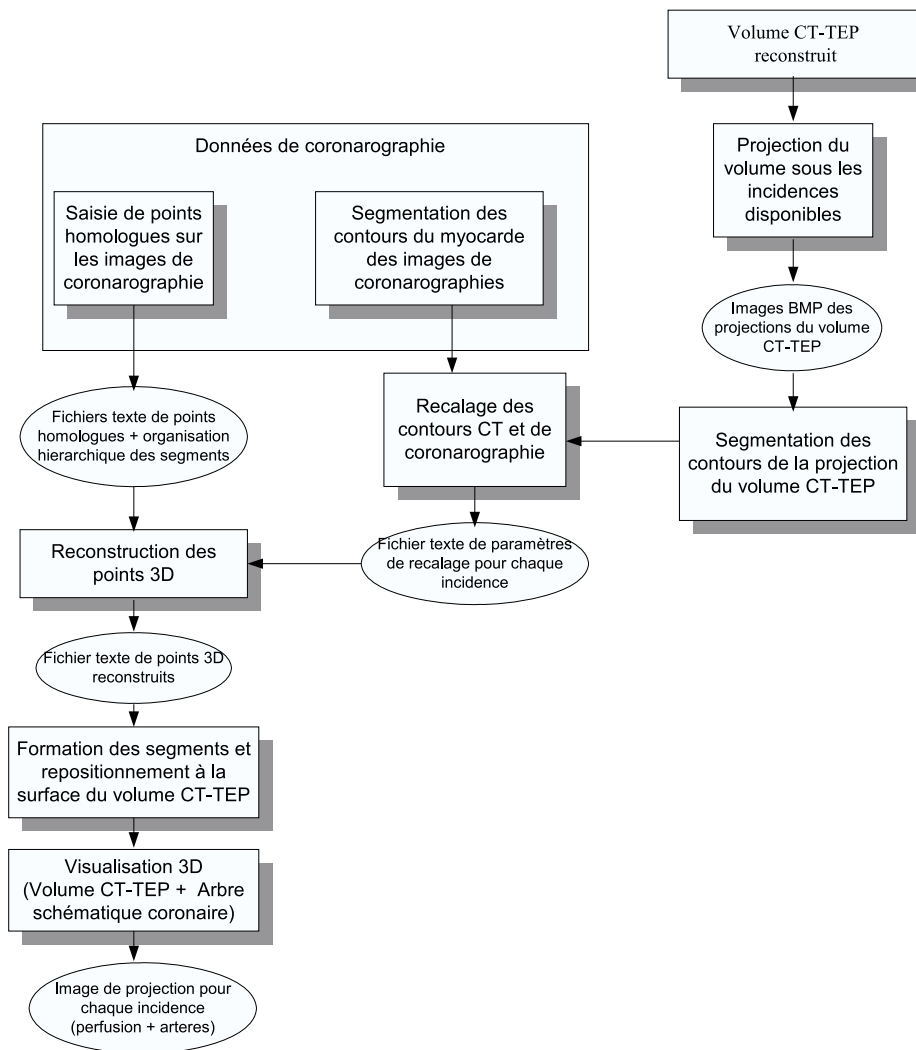 Volume CT-TEP
reconstruit
Projection du
volume sous les
incidences
disponibles
Images BMP des
projections du volume
CT-TEP
Segmentation des
contours de la projection
du volume CT-TEP
Données de coronarographie
Saisie de points
homologues sur
les images de
coronarographie
Segmentation des
contours du myocarde
des images de
coronarographies
Fichiers texte de points
homologues + organisation
hierarchique des segments
Recalage des
contours CT et de
coronarographie
Fichier texte de paramètres
de recalage pour chaque
incidence
Reconstruction des
points 3D
Fichier texte de points 3D
reconstruits
Formation des segments et
repositionnement à la
surface du volume CT-TEP
Visualisation 3D
(Volume CT-TEP + Arbre
schématique coronaire)
Image de projection pour
chaque incidence
(perfusion + arteres)